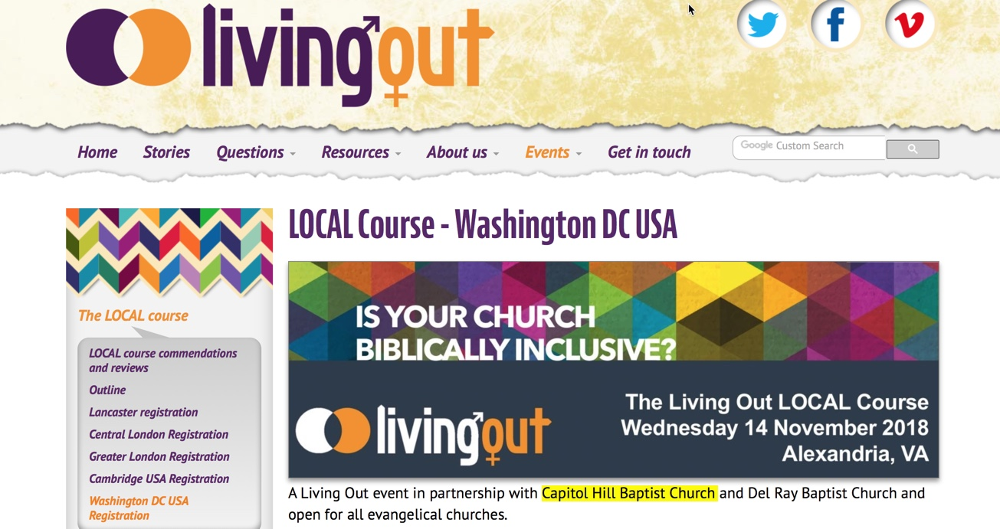 livingout
Home Stories Questions Resources About us Events Get in touch
Google Custom Search
LOCAL Course - Washington DC USA
The LOCAL course
LOCAL course commendations
and reviews
Outline
Lancaster registration
Central London Registration
Greater London Registration
Cambridge USA Registration
Washington DC USA
Registration
IS YOUR CHURCH
BIBLICALLY INCLUSIVE?
livingout
The Living Out LOCAL Course
Wednesday 14 November 2018
Alexandria, VA
A Living Out event in partnership with Capitol Hill Baptist Church and Del Ray Baptist Church and
open for all evangelical churches.